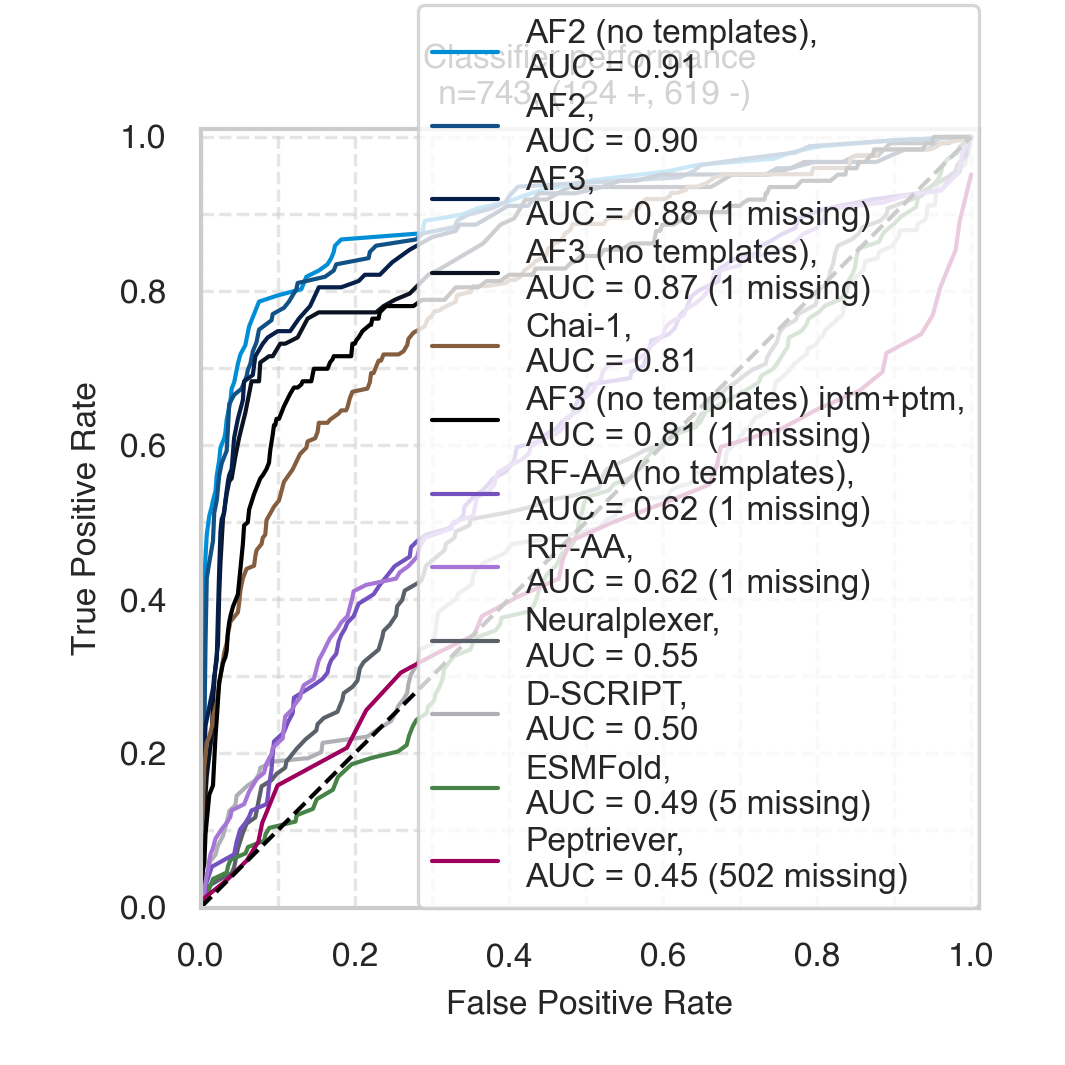 Classifier performance
n=743, (124 +, 619 -)
AF2 (no templates),
AUC = 0.91
AF2,
AUC = 0.90
AF3,
AUC = 0.88 (1 missing)
AF3 (no templates),
AUC = 0.87 (1 missing)
Chai-1,
AUC = 0.81
AF3 (no templates) iptm+ptm,
AUC = 0.81 (1 missing)
RF-AA (no templates),
AUC = 0.62 (1 missing)
RF-AA,
AUC = 0.62 (1 missing)
Neuralplexer,
AUC = 0.55
D-SCRIPT,
AUC = 0.50
ESMFold,
AUC = 0.49 (5 missing)
Peptriever,
AUC = 0.45 (502 missing)
True Positive Rate
1.0
0.8
0.6
0.4
0.2
0.0
0.0 0.2 0.4 0.6 0.8 1.0
False Positive Rate